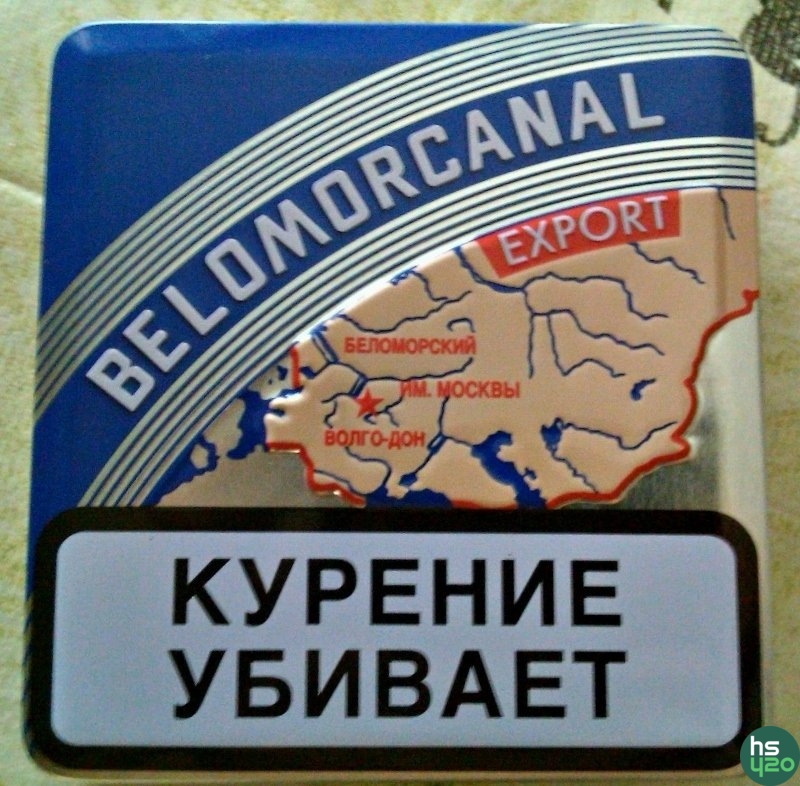 BELOMORCANAL
EXPORT
БЕЛОМОРСКИЙ
ИМ. МОСКВЫ
ВОЛГО-ДОН
КУРЕНИЕ
УБИВАЕТ
hs
420